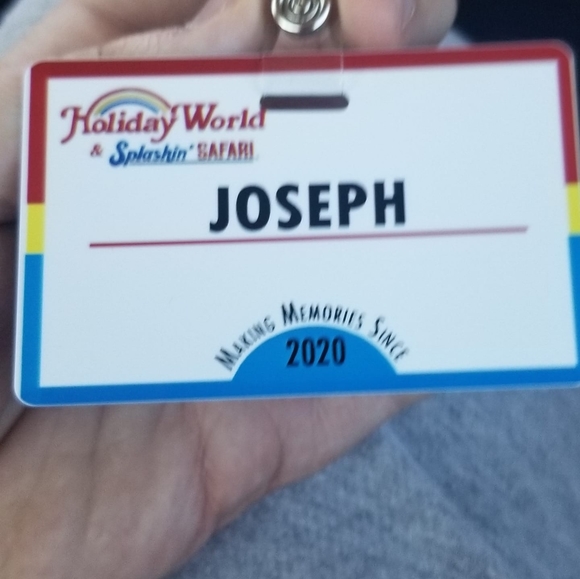 Holiday World
& Splashin' SAFARI
JOSEPH
MAKING MEMORIES SINCE
2020